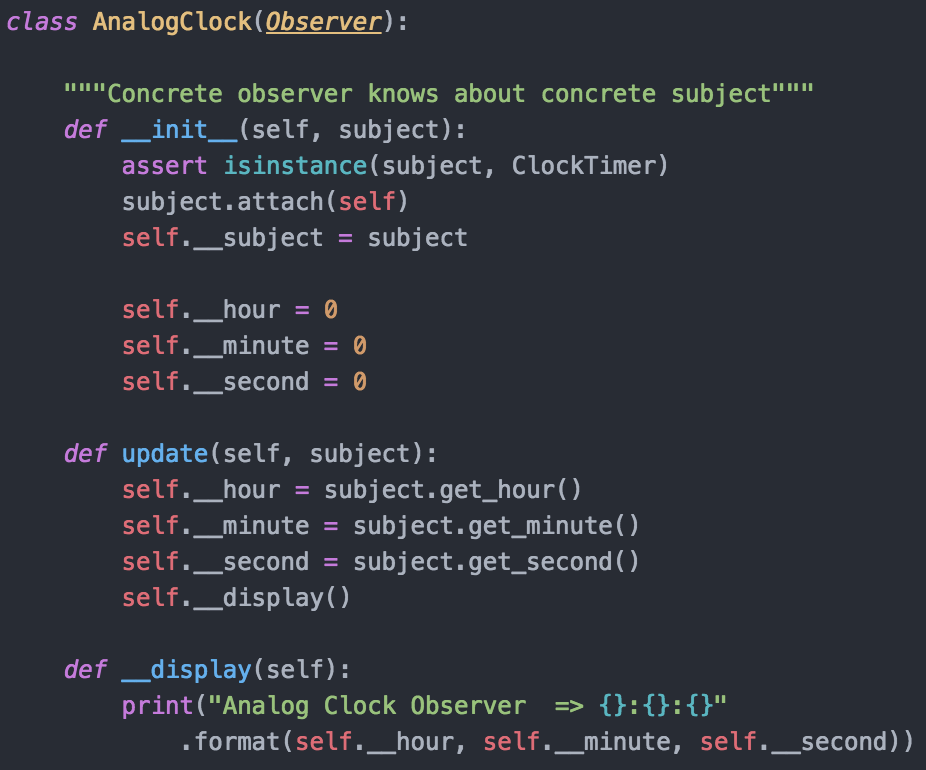 class AnalogClock(Observer):
    """Concrete observer knows about concrete subject"""
    def __init__(self, subject):
        assert isinstance(subject, ClockTimer)
        subject.attach(self)
        self.__subject = subject
        self.__hour = 0
        self.__minute = 0
        self.__second = 0
    def update(self, subject):
        self.__hour = subject.get_hour()
        self.__minute = subject.get_minute()
        self.__second = subject.get_second()
        self.__display()
    def __display(self):
        print("Analog Clock Observer  => {}:{}:{}"
            .format(self.__hour, self.__minute, self.__second))